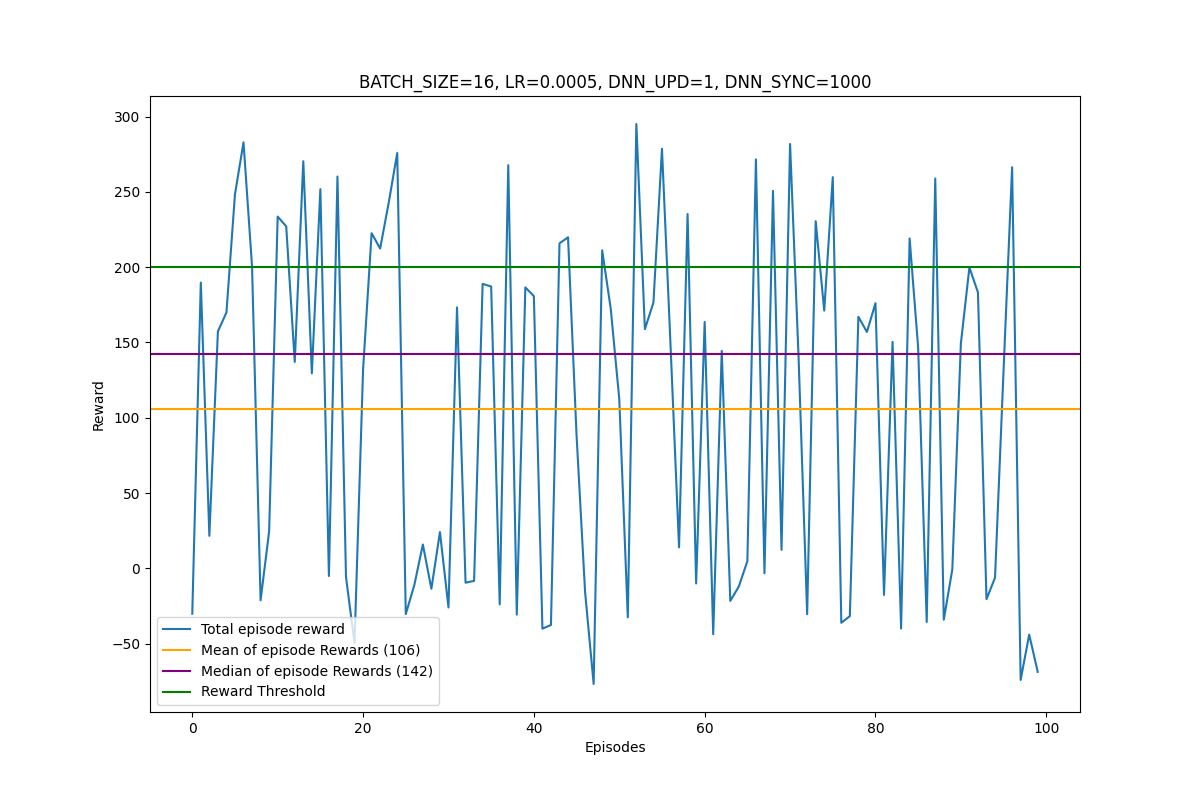 BATCH_SIZE=16, LR=0.0005, DNN_UPD=1, DNN_SYNC=1000
300
250
200
150
100
50
0
−50
Reward
Total episode reward
Mean of episode Rewards (106)
Median of episode Rewards (142)
Reward Threshold
0 20 40 60 80 100
Episodes